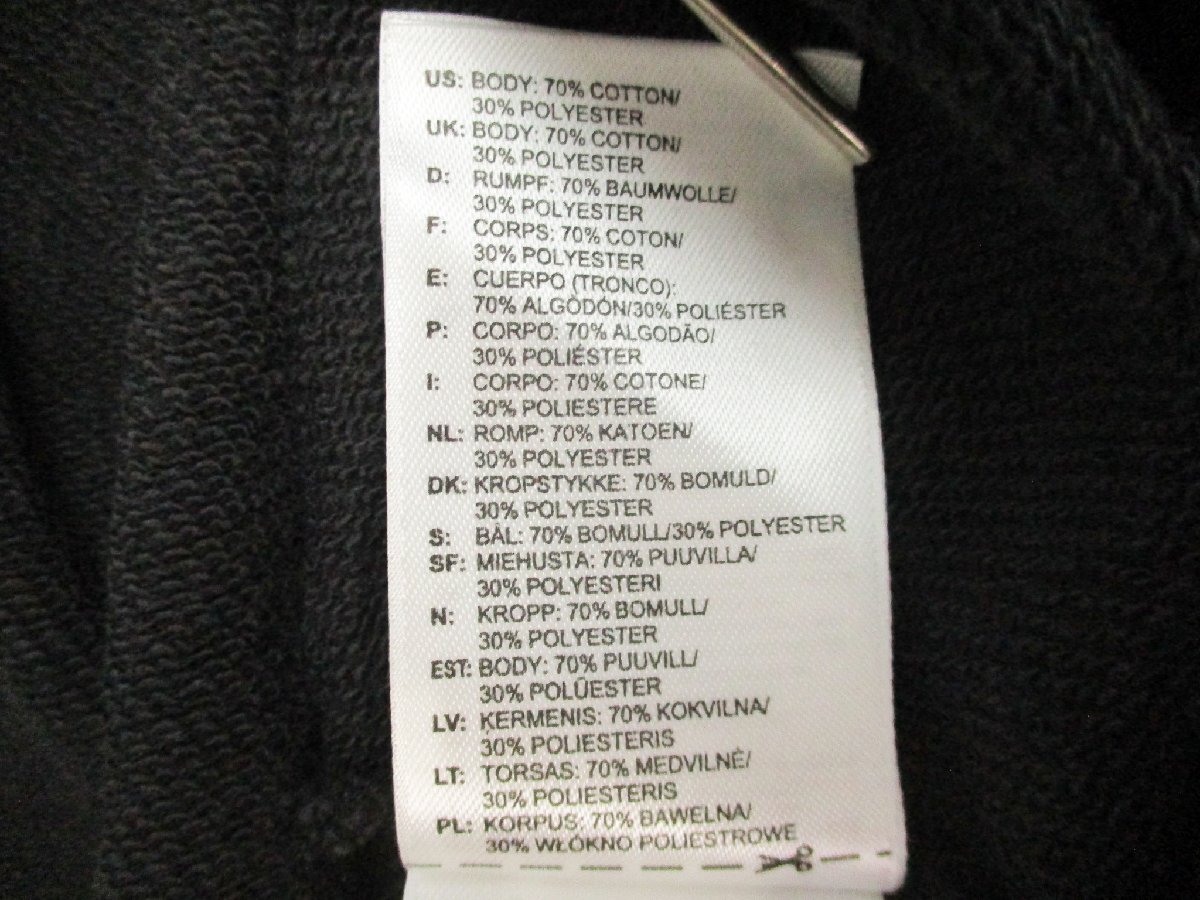 US: BODY: 70% COTTON/
30% POLYESTER
UK: BODY: 70% COTTON/
30% POLYESTER
D: RUMPF: 70% BAUMWOLLE/
30% POLYESTER
F: CORPS: 70% COTON/
30% POLYESTER
E: CUERPO (TRONCO):
70% ALGODÓN/30% POLIÉSTER
P: CORPO: 70% ALGODÃO/
30% POLIÉSTER
I: CORPO: 70% COTONE/
30% POLIESTERE
NL: ROMP: 70% KATOEN/
30% POLYESTER
DK: KROPSTYKKE: 70% BOMULD/
30% POLYESTER
S: BÅL: 70% BOMULL/30% POLYESTER
SF: MIEHUSTA: 70% PUUVILLA/
30% POLYESTERI
N: KROPP: 70% BOMULL/
30% POLYESTER
EST: BODY: 70% PUUVILL/
30% POLÜESTER
LV: ĶERMENIS: 70% KOKVILNA/
30% POLIESTERIS
LT: TORSAS: 70% MEDVILNĖ/
30% POLIESTERIS
PL: KORPUS: 70% BAWEŁNA/
30% WŁÓKNO POLIESTROWE